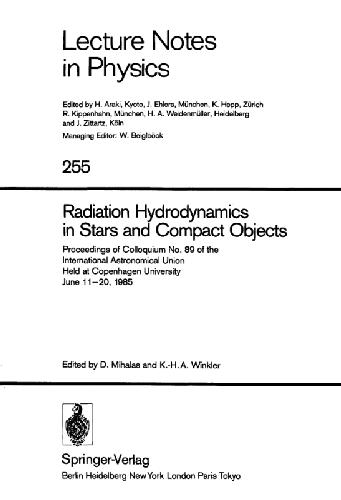 Lecture Notes
in Physics
Edited by H. Araki, Kyoto, J. Ehlers, München, K. Hepp, Zürich
R. Kippenhahn, München, H. A. Weidenmüller, Heidelberg
and J. Zittartz, Köln
Managing Editor: W. Beiglböck
255
Radiation Hydrodynamics
in Stars and Compact Objects
Proceedings of Colloquium No. 89 of the
International Astronomical Union
Held at Copenhagen University
June 11–20, 1985
Edited by D. Mihalas and K.-H. A. Winkler
Springer-Verlag
Berlin Heidelberg New York London Paris Tokyo